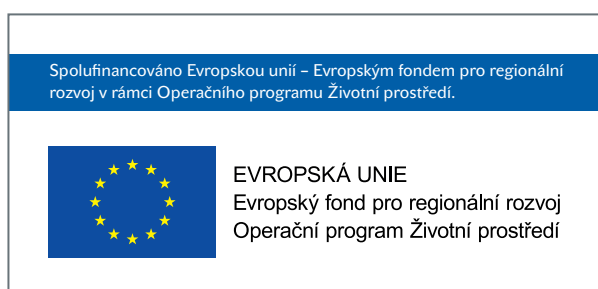 Spolufinancováno Evropskou unií – Evropským fondem pro regionální
rozvoj v rámci Operačního programu Životní prostředí.
EVROPSKÁ UNIE
Evropský fond pro regionální rozvoj
Operační program Životní prostředí